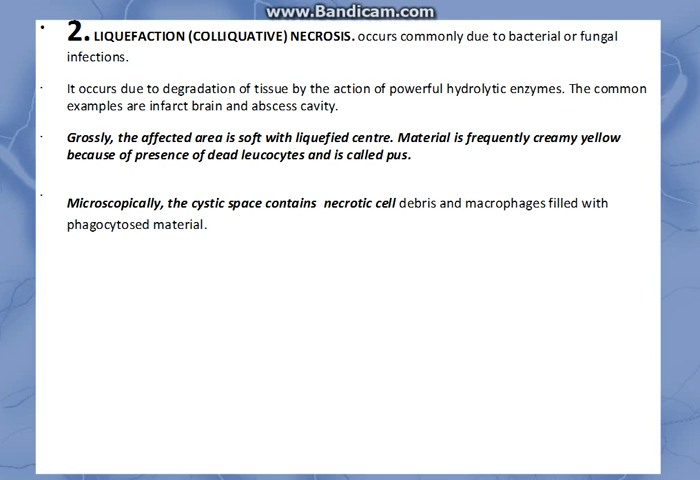 www.Bandicam.com
• 2. LIQUEFACTION (COLLIQUATIVE) NECROSIS. occurs commonly due to bacterial or fungal
infections.
· It occurs due to degradation of tissue by the action of powerful hydrolytic enzymes. The common
examples are infarct brain and abscess cavity.
· Grossly, the affected area is soft with liquefied centre. Material is frequently creamy yellow
because of presence of dead leucocytes and is called pus.
· Microscopically, the cystic space contains necrotic cell debris and macrophages filled with
phagocytosed material.